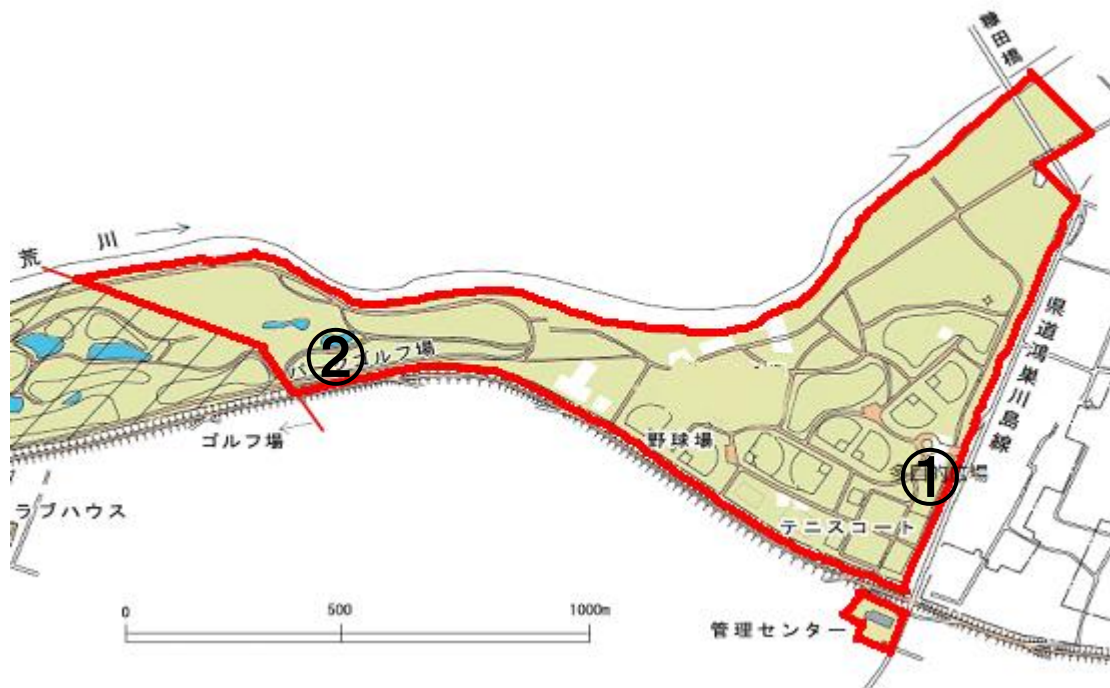 糠田橋
荒川
県道鴻巣川島線
②
ゴルフ場
ゴルフ場
野球場
①
ラブハウス
テニスコート
0 500 1000m
管理センター